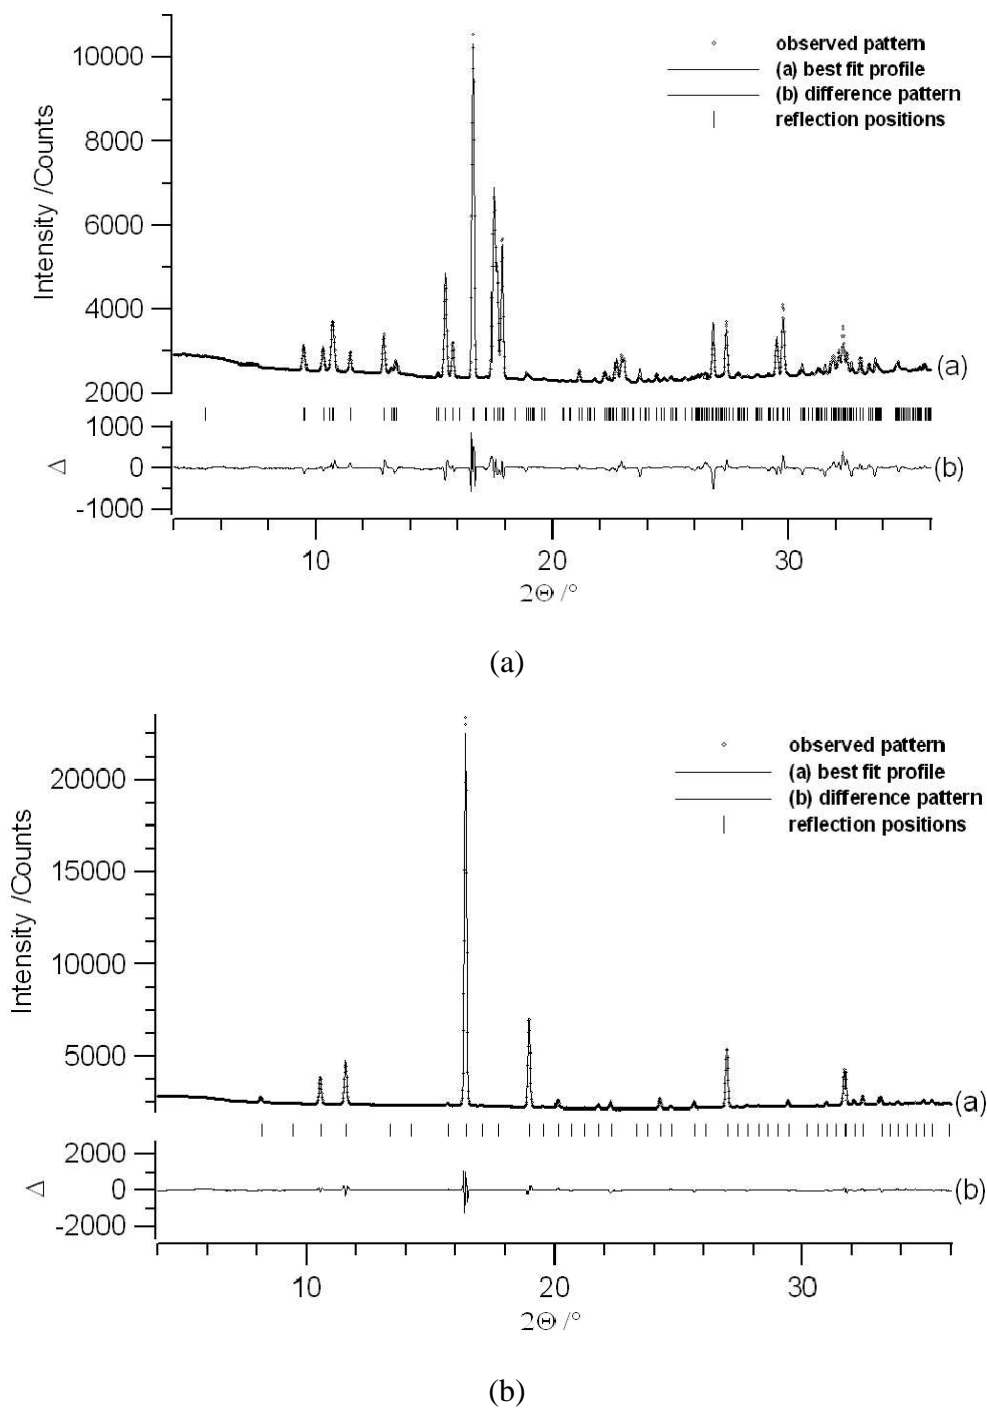 observed pattern
(a) best fit profile
(b) difference pattern
reflection positions
Intensity /Counts
10000
8000
6000
4000
2000
(a)
1000
0
-1000
Δ
(b)
10 20 30
2Θ /°
(a)
observed pattern
(a) best fit profile
(b) difference pattern
reflection positions
Intensity /Counts
20000
15000
10000
5000
(a)
2000
0
-2000
Δ
(b)
10 20 30
2Θ /°
(b)